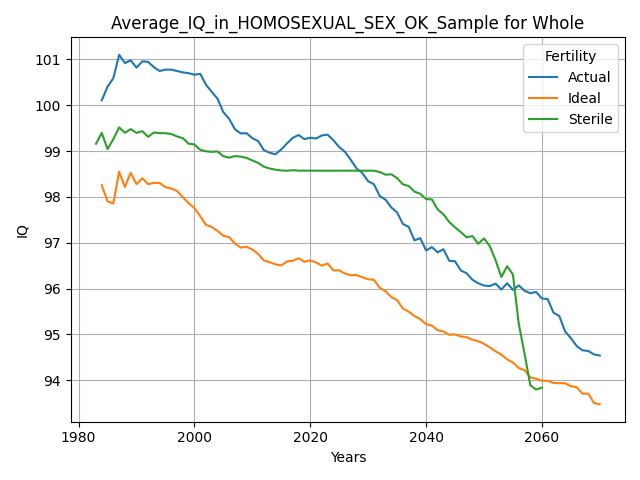 Average_IQ_in_HOMOSEXUAL_SEX_OK_Sample for Whole
Fertility
Actual
Ideal
Sterile
IQ
101
100
99
98
97
96
95
94
1980
2000
2020
2040
2060
Years